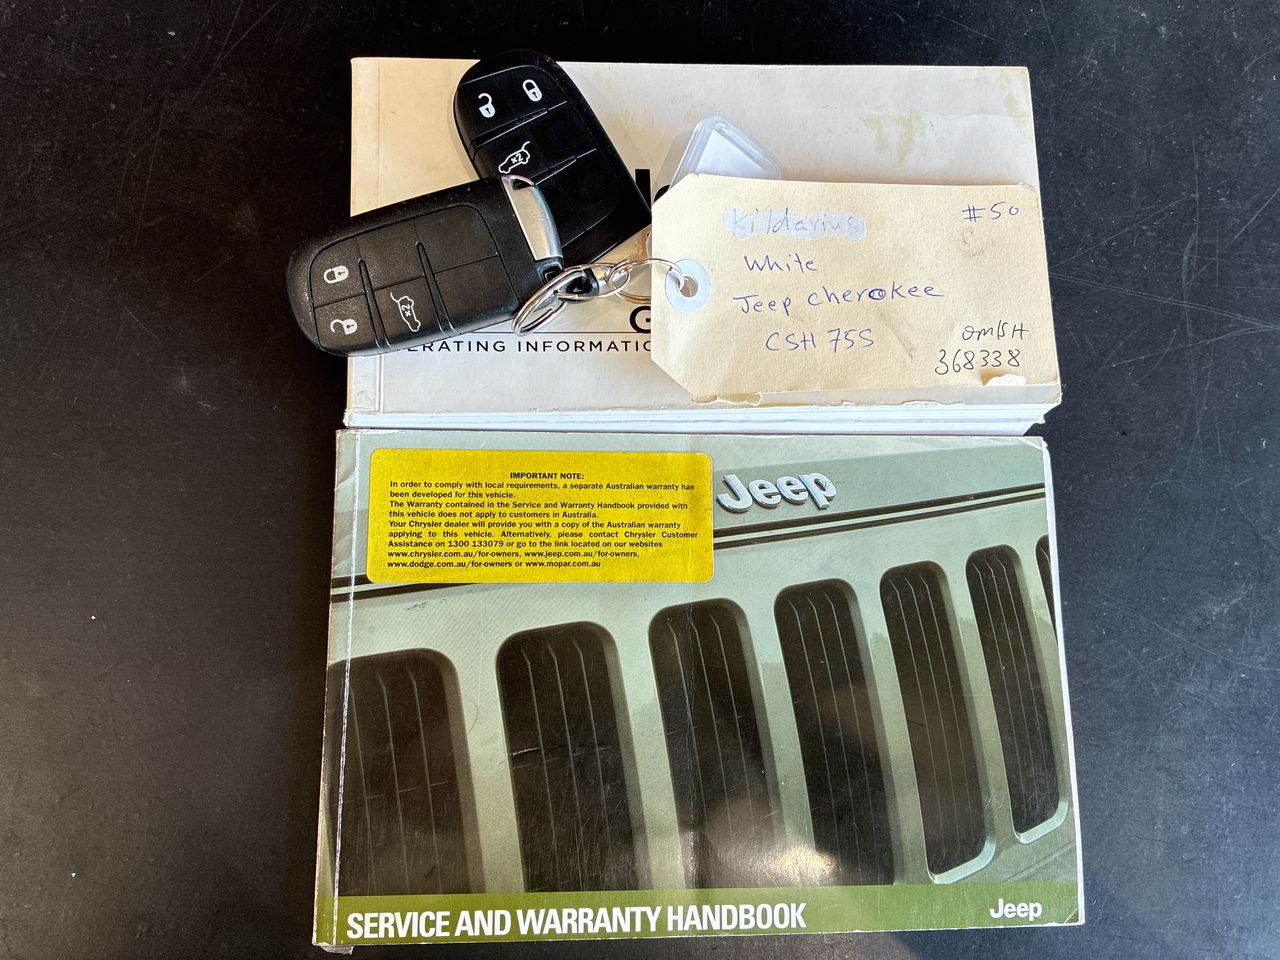 x2
x2
ERATING INFORMATIO
#50
Kildarius
White
Jeep Cherokee
CSH 75S
368338
IMPORTANT NOTE:
In order to comply with local requirements, a separate Australian warranty has
been developed for this vehicle.
The Warranty contained in the Service and Warranty Handbook provided with
this vehicle does not apply to customers in Australia.
Your Chrysler dealer will provide you with a copy of the Australian warranty
applying to this vehicle. Alternatively, please contact Chrysler Customer
Assistance on 1300 133079 or go to the link located on our websites
www.chrysler.com.au/for-owners, www.jeep.com.au/for-owners,
www.dodge.com.au/for-owners or www.mopar.com.au
Jeep
SERVICE AND WARRANTY HANDBOOK
Jeep